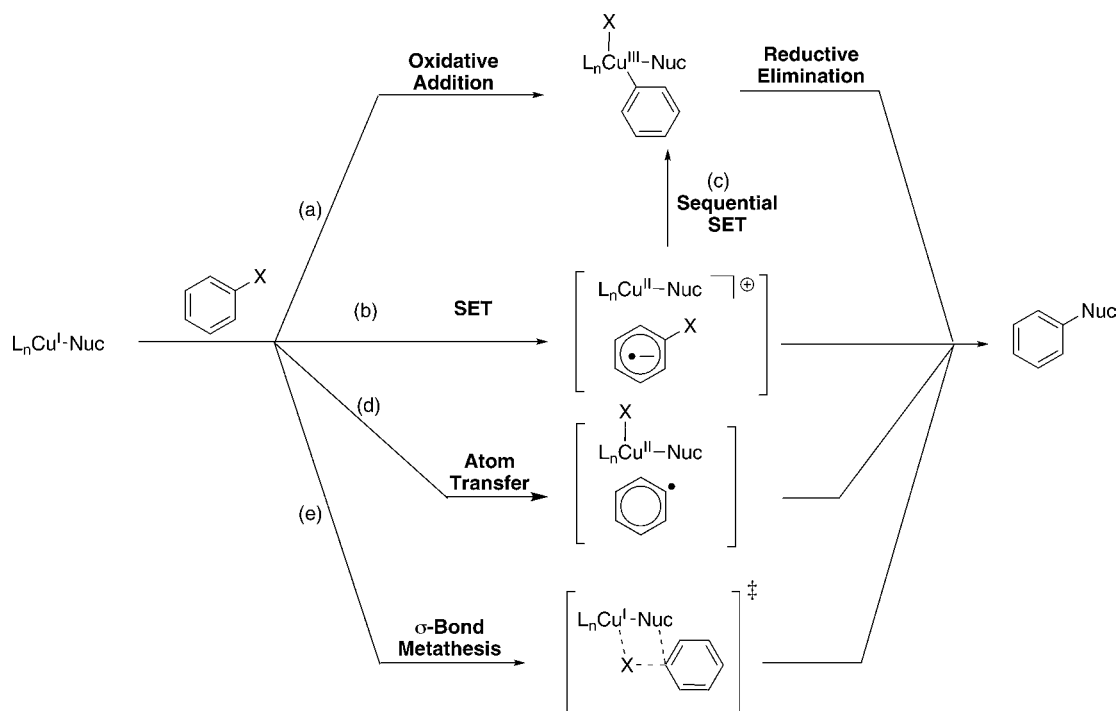 X
LₙCuᴵᴵᴵ-Nuc
Oxidative
Addition
Reductive
Elimination
(a)
(c)
Sequential
SET
X
LₙCuᴵ-Nuc
(b)
SET
LₙCuᴵᴵ-Nuc
⊕
X
• −
Nuc
(d)
Atom
Transfer
X
LₙCuᴵᴵ-Nuc
•
(e)
σ-Bond
Metathesis
‡
LₙCuᴵ-Nuc
X